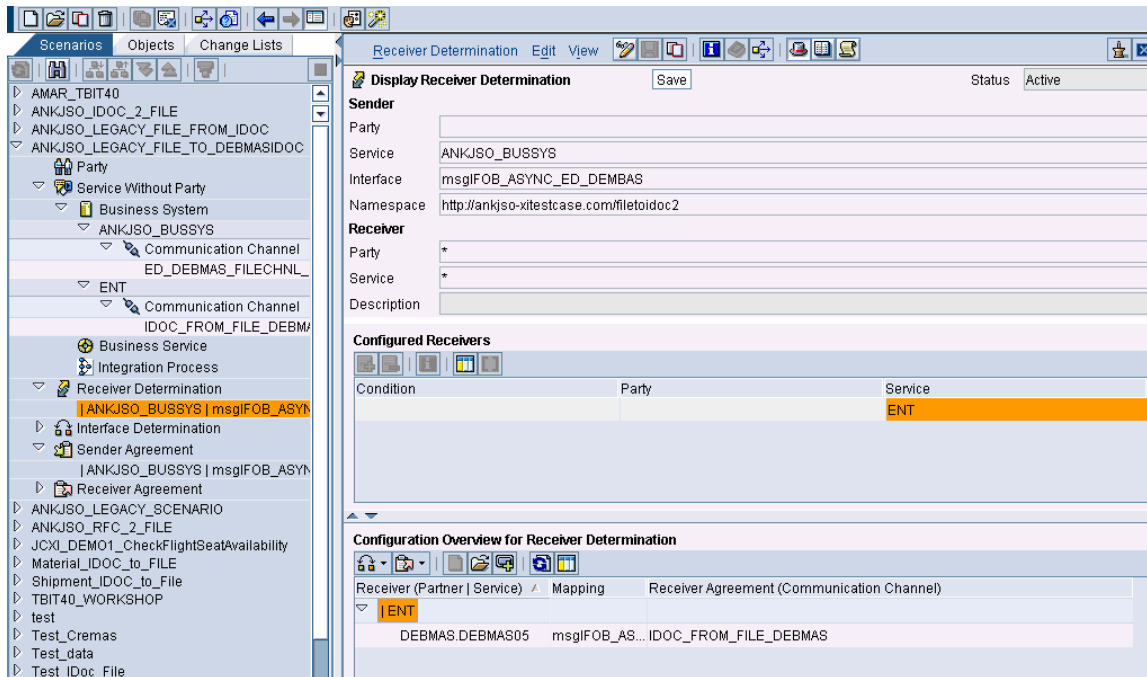 Scenarios Objects Change Lists
AMAR_TBIT40
ANKJSO_IDOC_2_FILE
ANKJSO_LEGACY_FILE_FROM_IDOC
ANKJSO_LEGACY_FILE_TO_DEBMASIDOC
Party
Service Without Party
Business System
ANKJSO_BUSSYS
Communication Channel
ED_DEBMAS_FILECHNL_
ENT
Communication Channel
IDOC_FROM_FILE_DEBMA
Business Service
Integration Process
Receiver Determination
| ANKJSO_BUSSYS | msgIFOB_ASYN
Interface Determination
Sender Agreement
| ANKJSO_BUSSYS | msgIFOB_ASYN
Receiver Agreement
ANKJSO_LEGACY_SCENARIO
ANKJSO_RFC_2_FILE
JCXI_DEMO1_CheckFlightSeatAvailability
Material_IDOC_to_FILE
Shipment_IDOC_to_File
TBIT40_WORKSHOP
test
Test_Cremas
Test_data
Test_IDoc_File
Receiver Determination Edit View
Display Receiver Determination Save Status Active
Sender
Party
Service ANKJSO_BUSSYS
Interface msgIFOB_ASYNC_ED_DEMBAS
Namespace http://ankjso-xitestcase.com/filetoidoc2
Receiver
Party *
Service *
Description
Configured Receivers
Condition Party Service
ENT
Configuration Overview for Receiver Determination
Receiver (Partner | Service) Mapping Receiver Agreement (Communication Channel)
| ENT
DEBMAS.DEBMAS05 msgIFOB_AS... IDOC_FROM_FILE_DEBMAS